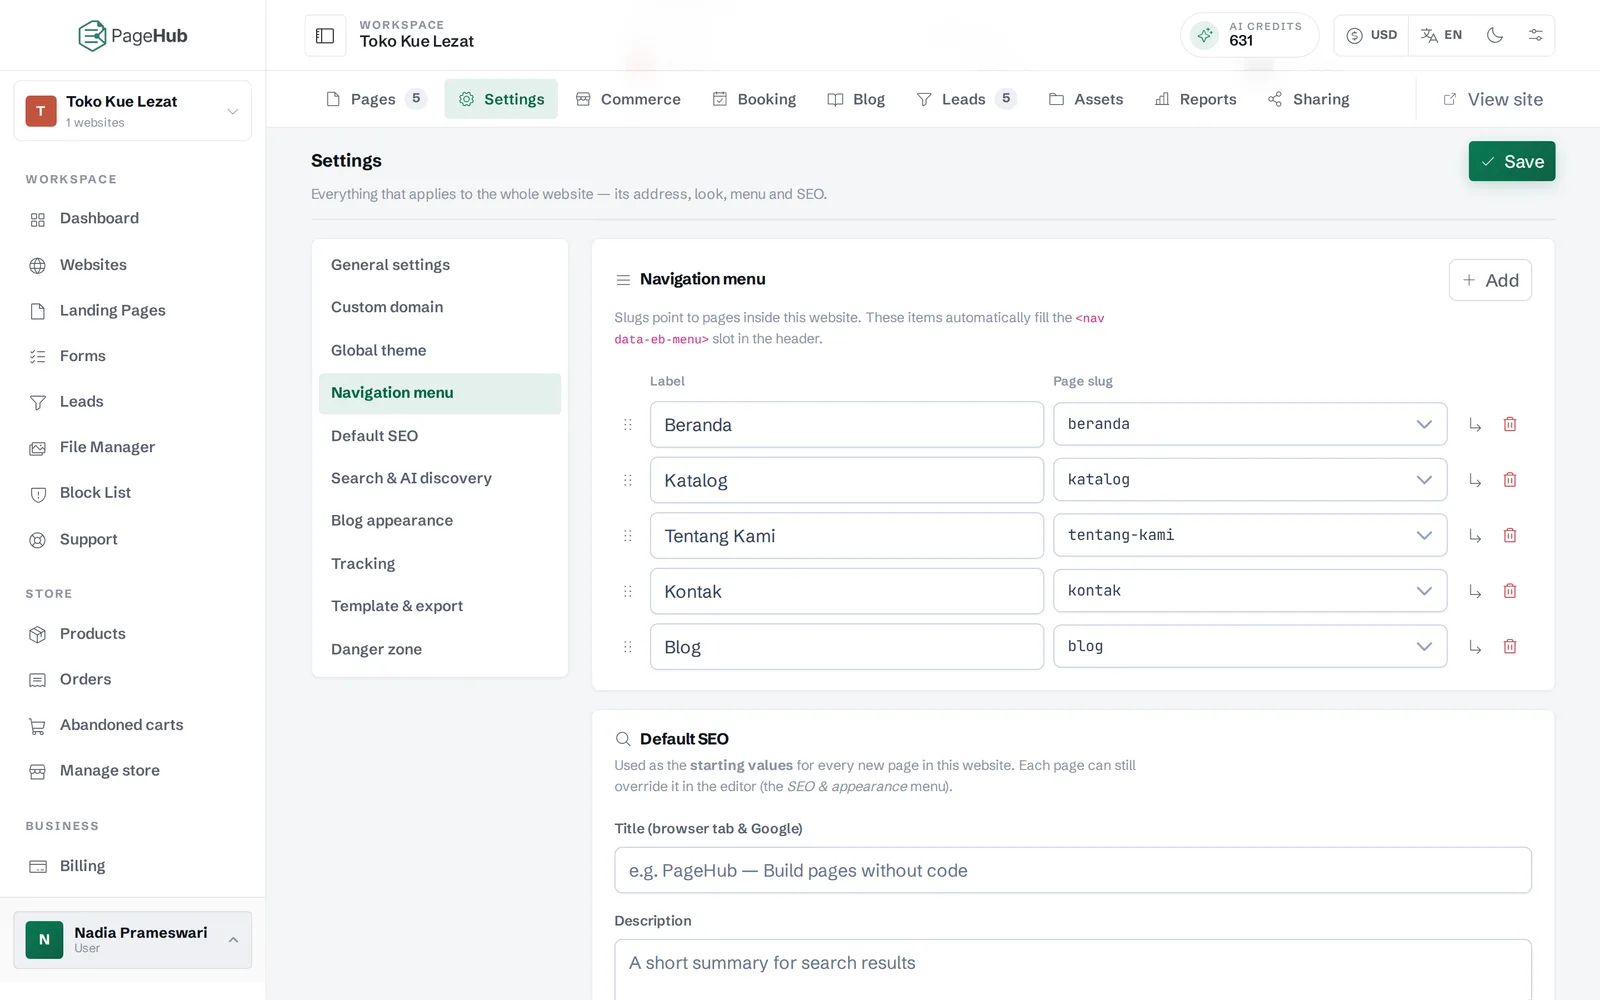 PageHub
WORKSPACE
Toko Kue Lezat
AI CREDITS
631
USD
EN
T
Toko Kue Lezat
1 websites
Pages 5
Settings
Commerce
Booking
Blog
Leads 5
Assets
Reports
Sharing
View site
WORKSPACE
Dashboard
Websites
Landing Pages
Forms
Leads
File Manager
Block List
Support
STORE
Products
Orders
Abandoned carts
Manage store
BUSINESS
Billing
N
Nadia Prameswari
User
Settings
Everything that applies to the whole website — its address, look, menu and SEO.
Save
General settings
Custom domain
Global theme
Navigation menu
Default SEO
Search & AI discovery
Blog appearance
Tracking
Template & export
Danger zone
Navigation menu
Add
Slugs point to pages inside this website. These items automatically fill the <nav
data-eb-menu> slot in the header.
Label
Page slug
Beranda
beranda
Katalog
katalog
Tentang Kami
tentang-kami
Kontak
kontak
Blog
blog
Default SEO
Used as the starting values for every new page in this website. Each page can still
override it in the editor (the SEO & appearance menu).
Title (browser tab & Google)
e.g. PageHub — Build pages without code
Description
A short summary for search results